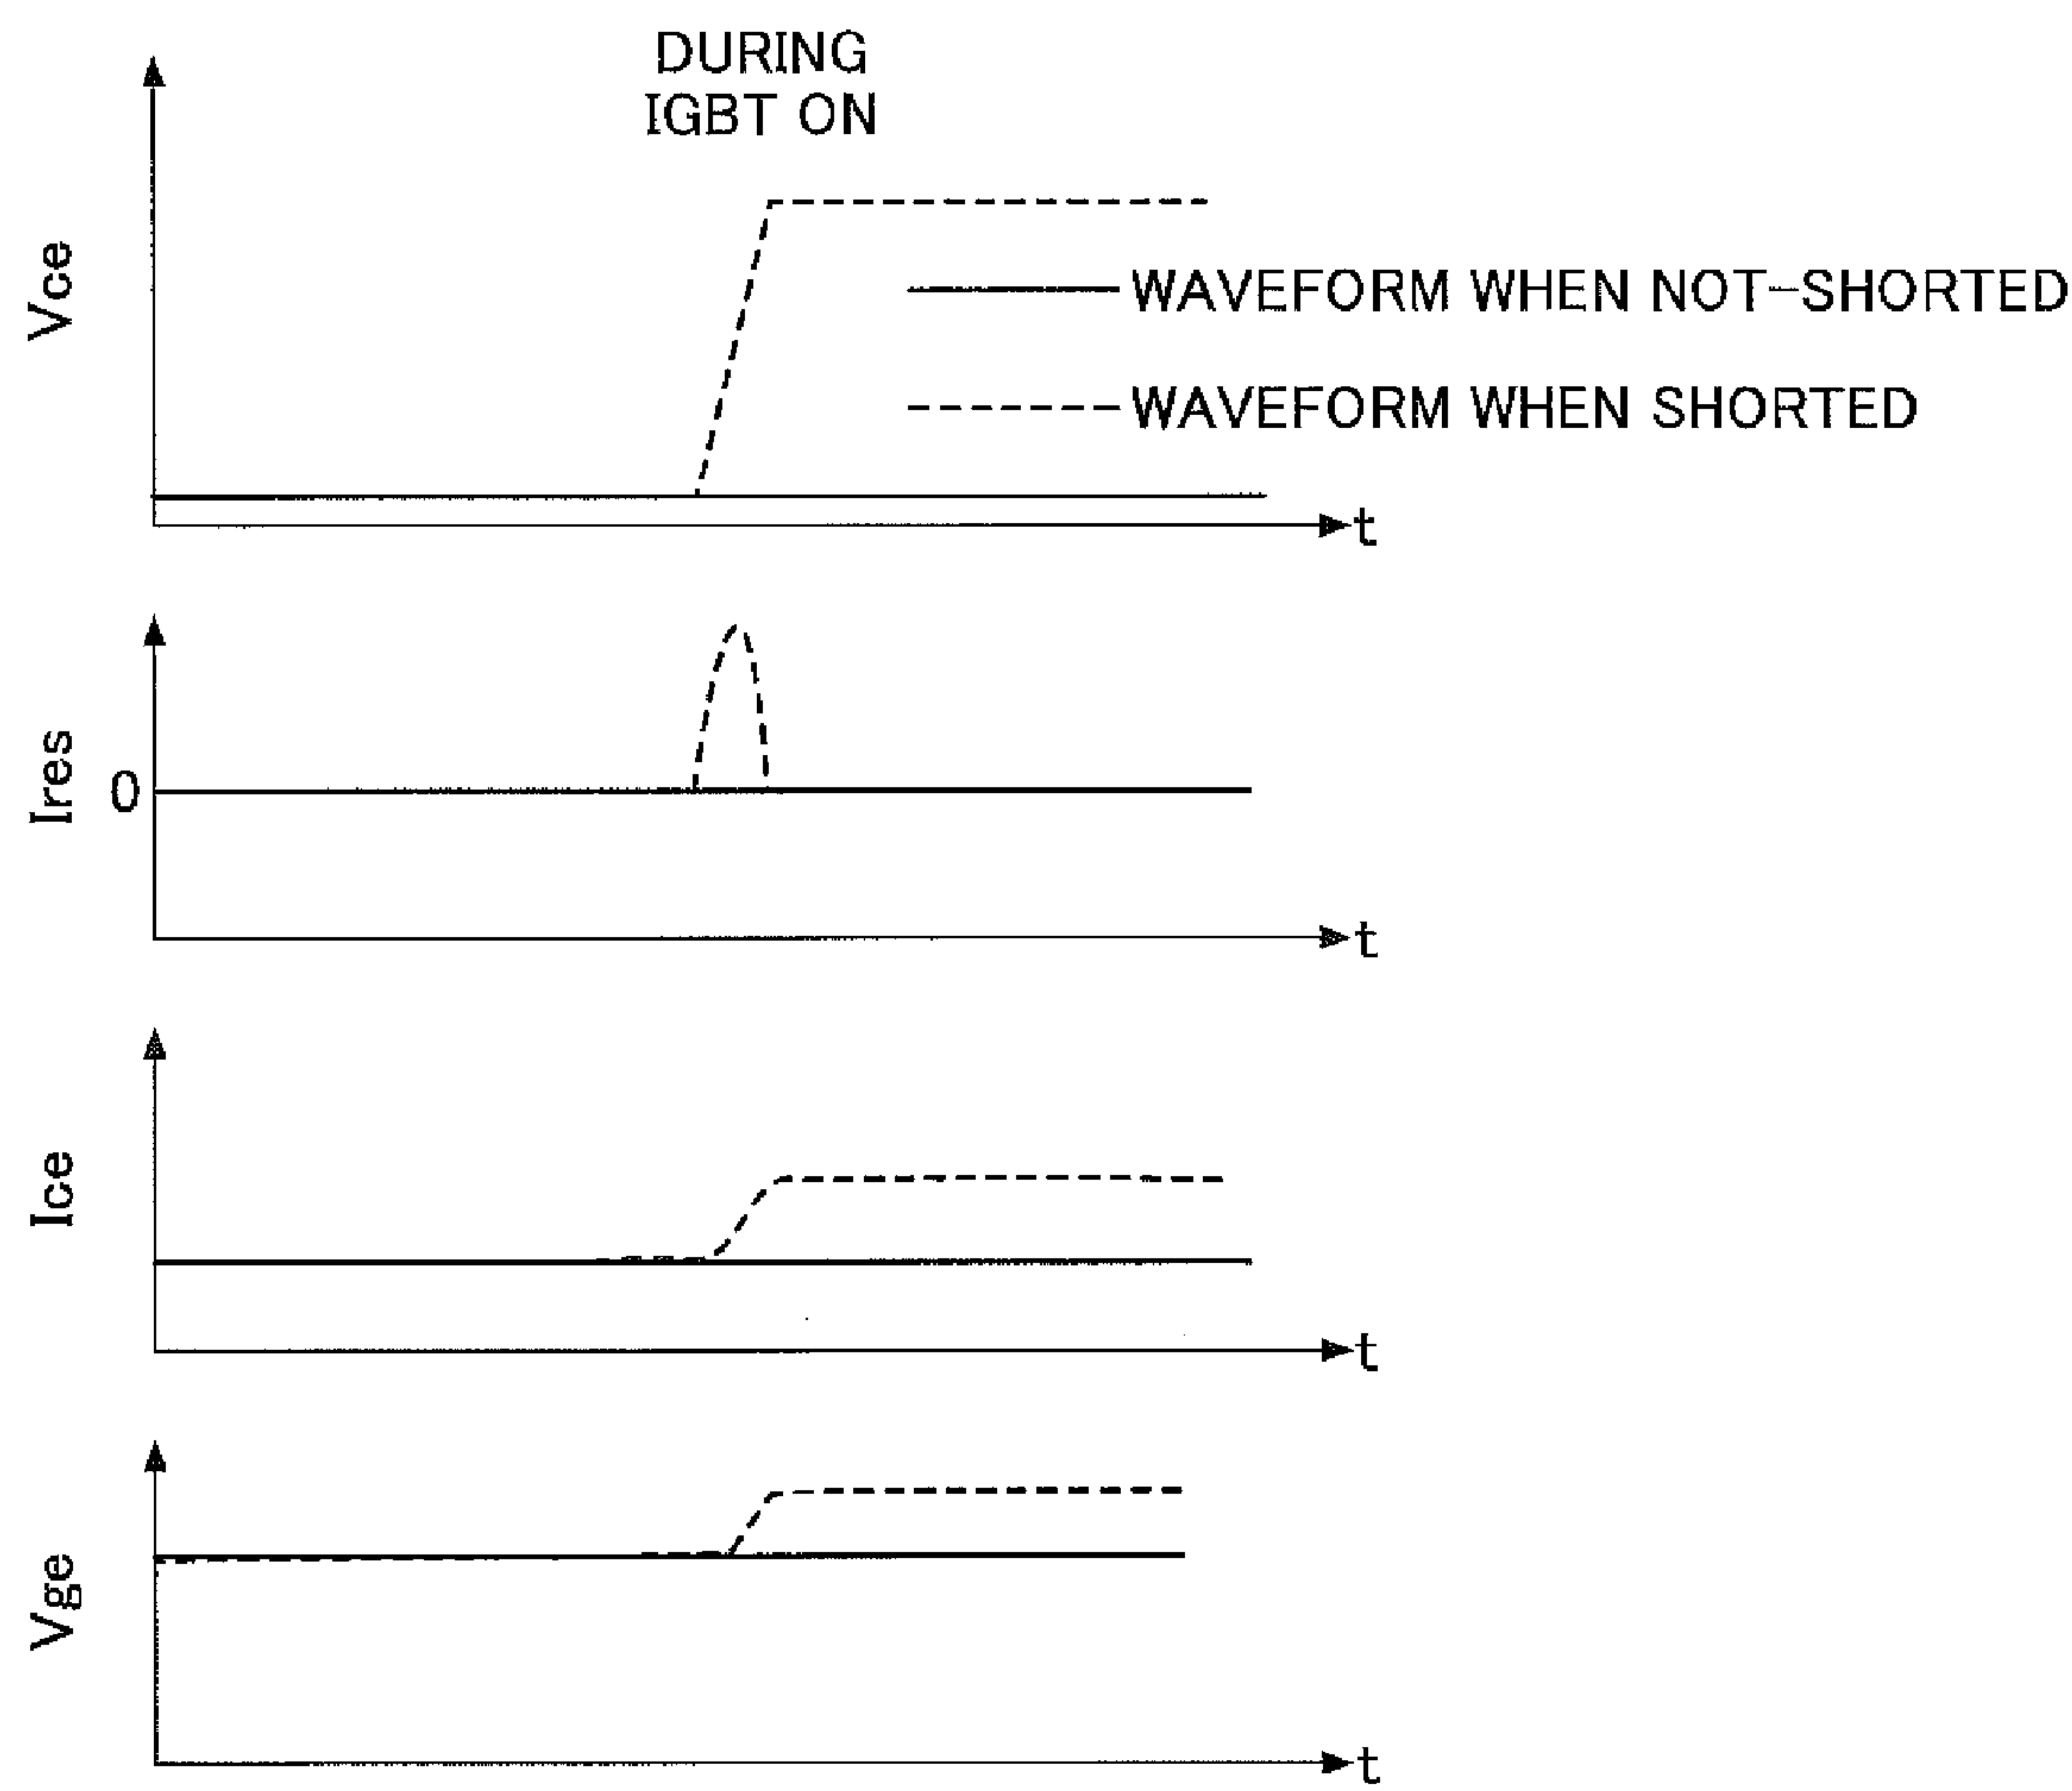 DURING
IGBT ON
Vce
WAVEFORM WHEN NOT-SHORTED
WAVEFORM WHEN SHORTED
t
Ires
0
t
Ice
t
Vge
t